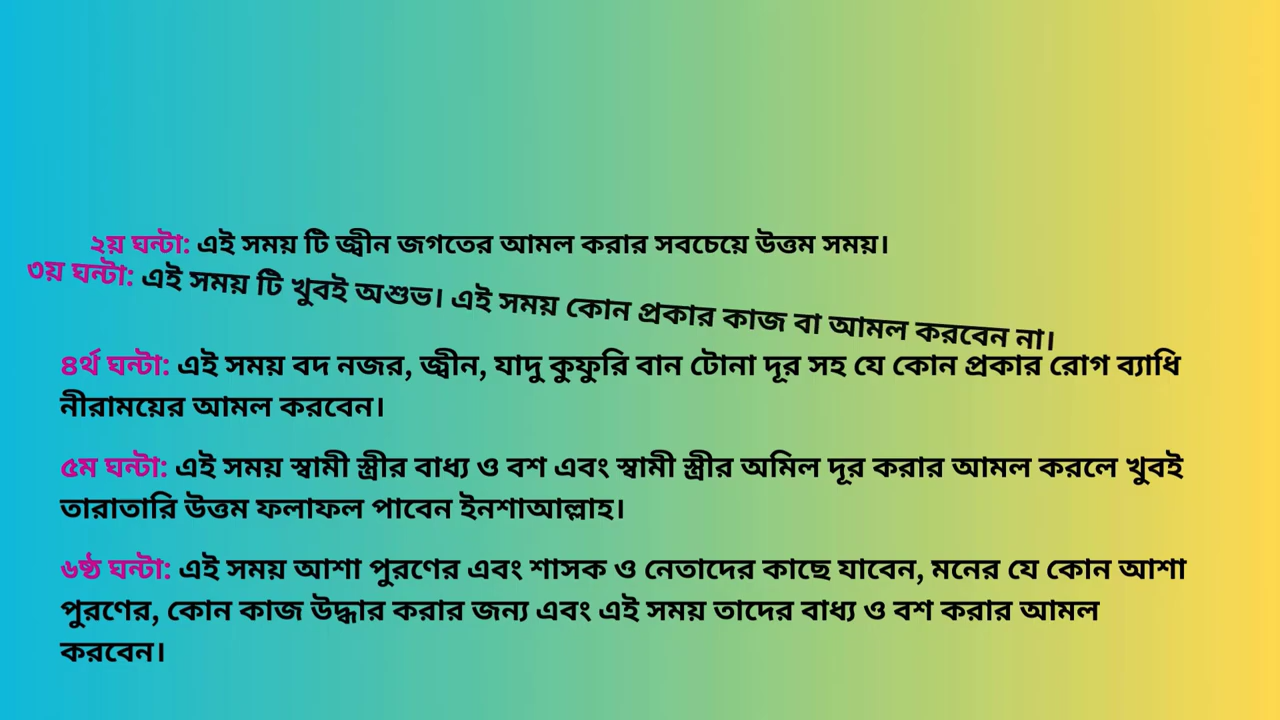 ২য় ঘন্টা: এই সময় টি জ্বীন জগতের আমল করার সবচেয়ে উত্তম সময়।
৩য় ঘন্টা: এই সময় টি খুবই অশুভ। এই সময় কোন প্রকার কাজ বা আমল করবেন না।
৪র্থ ঘন্টা: এই সময় বদ নজর, জ্বীন, যাদু কুফুরি বান টোনা দূর সহ যে কোন প্রকার রোগ ব্যাধি
নীরাময়ের আমল করবেন।
৫ম ঘন্টা: এই সময় স্বামী স্ত্রীর বাধ্য ও বশ এবং স্বামী স্ত্রীর অমিল দূর করার আমল করলে খুবই
তারাতারি উত্তম ফলাফল পাবেন ইনশাআল্লাহ।
৬ষ্ঠ ঘন্টা: এই সময় আশা পুরণের এবং শাসক ও নেতাদের কাছে যাবেন, মনের যে কোন আশা
পুরণের, কোন কাজ উদ্ধার করার জন্য এবং এই সময় তাদের বাধ্য ও বশ করার আমল
করবেন।